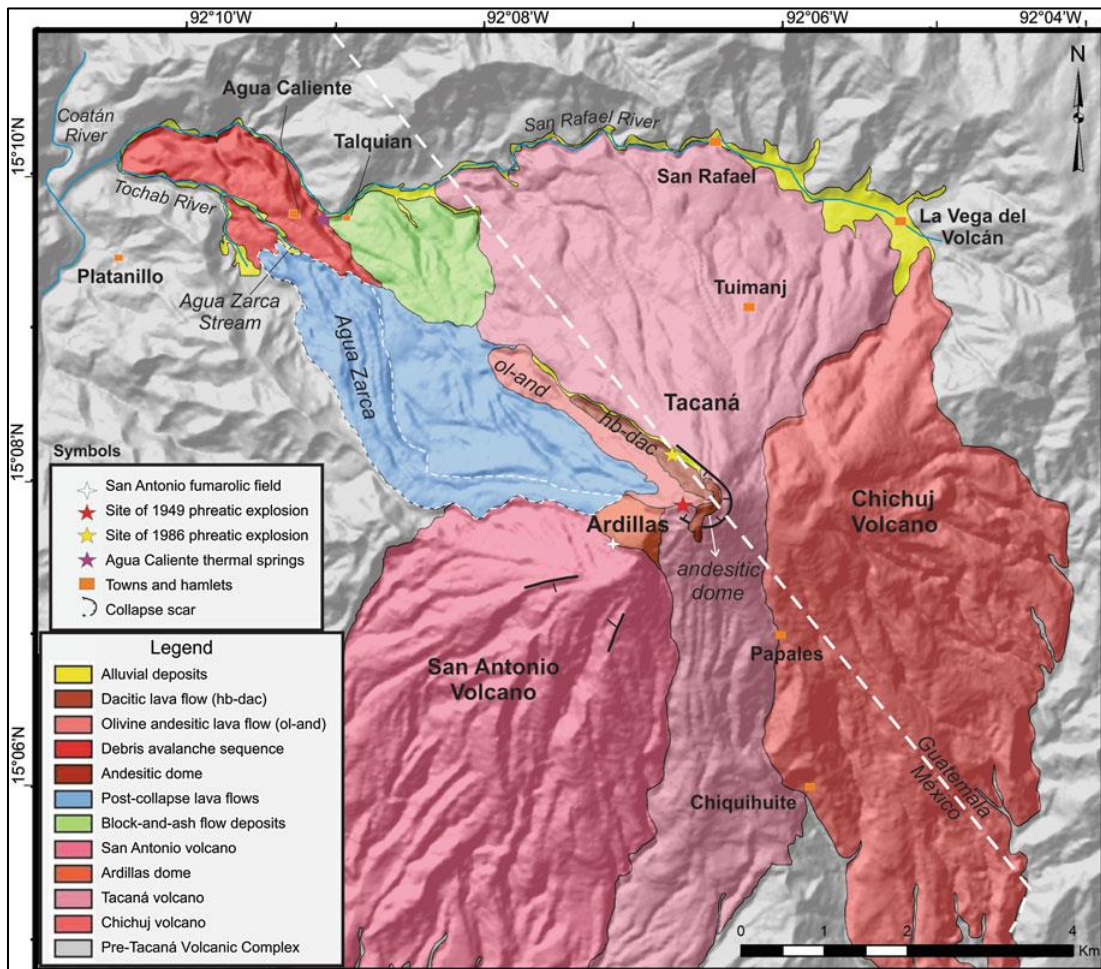 92°10'W
92°08'W
92°06'W
92°04'W
15°10'N
15°08'N
15°06'N
N
Coatán
River
Agua Caliente
Talquian
San Rafael River
San Rafael
La Vega del
Volcán
Tochab River
Platanillo
Agua Zarca
Stream
Tuimanj
Agua Zarca
ol-and
hb-dac
Tacaná
Chichuj
Volcano
Ardillas
andesitic
dome
San Antonio
Volcano
Papales
Chiquihuite
Guatemala
México
Symbols
San Antonio fumarolic field
Site of 1949 phreatic explosion
Site of 1986 phreatic explosion
Agua Caliente thermal springs
Towns and hamlets
Collapse scar
Legend
Alluvial deposits
Dacitic lava flow (hb-dac)
Olivine andesitic lava flow (ol-and)
Debris avalanche sequence
Andesitic dome
Post-collapse lava flows
Block-and-ash flow deposits
San Antonio volcano
Ardillas dome
Tacaná volcano
Chichuj volcano
Pre-Tacaná Volcanic Complex
0 1 2 4
Km